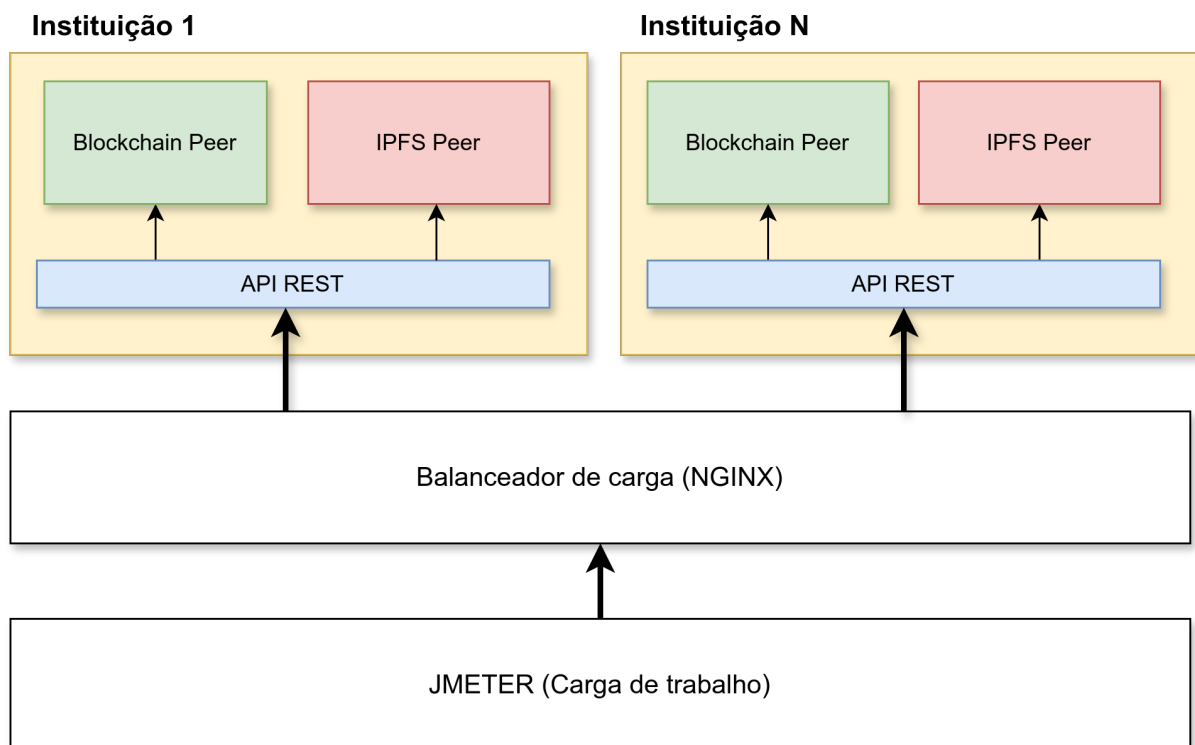 Instituição 1
Instituição N
Blockchain Peer
IPFS Peer
Blockchain Peer
IPFS Peer
API REST
API REST
Balanceador de carga (NGINX)
JMETER (Carga de trabalho)